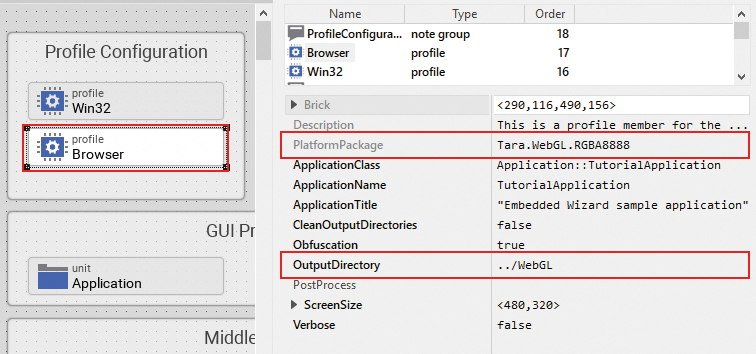 Profile Configuration
profile
Win32
profile
Browser
GUI Pr
unit
Application
Middle
Name Type Order
ProfileConfigura... note group 18
Browser profile 17
Win32 profile 16
Brick <290,116,490,156>
Description This is a profile member for the ...
PlatformPackage Tara.WebGL.RGBA8888
ApplicationClass Application::TutorialApplication
ApplicationName TutorialApplication
ApplicationTitle "Embedded Wizard sample application"
CleanOutputDirectories false
Obfuscation true
OutputDirectory ../WebGL
PostProcess
ScreenSize <480,320>
Verbose false